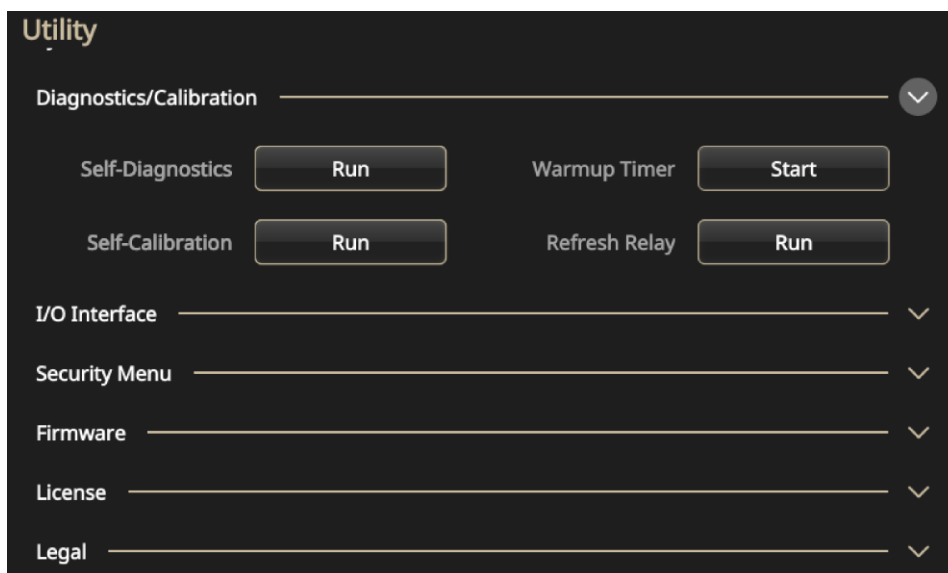 Utility
Diagnostics/Calibration
Self-Diagnostics Run Warmup Timer Start
Self-Calibration Run Refresh Relay Run
I/O Interface
Security Menu
Firmware
License
Legal